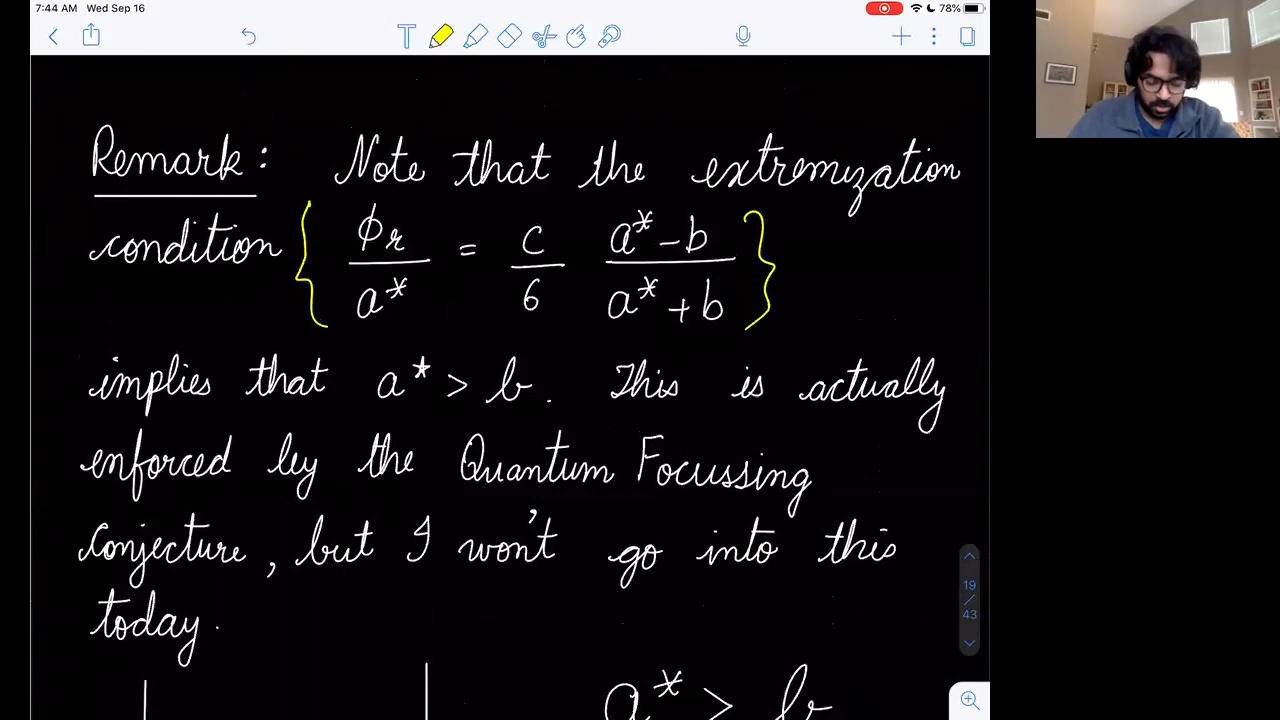 7:44 AM Wed Sep 16
78%
Remark: Note that the extremization
condition { ϕr/a* = c/6 (a* - b)/(a* + b) }
implies that a* > b. This is actually
enforced by the Quantum Focussing
conjecture, but I won't go into this
today.
a* > b
19
/
43